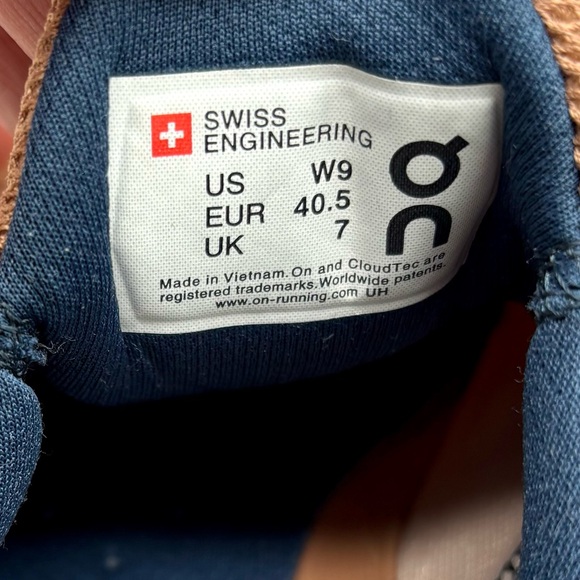 SWISS
ENGINEERING
US W9
EUR 40.5
UK 7
Made in Vietnam. On and CloudTec are
registered trademarks. Worldwide patents.
www.on-running.com UH